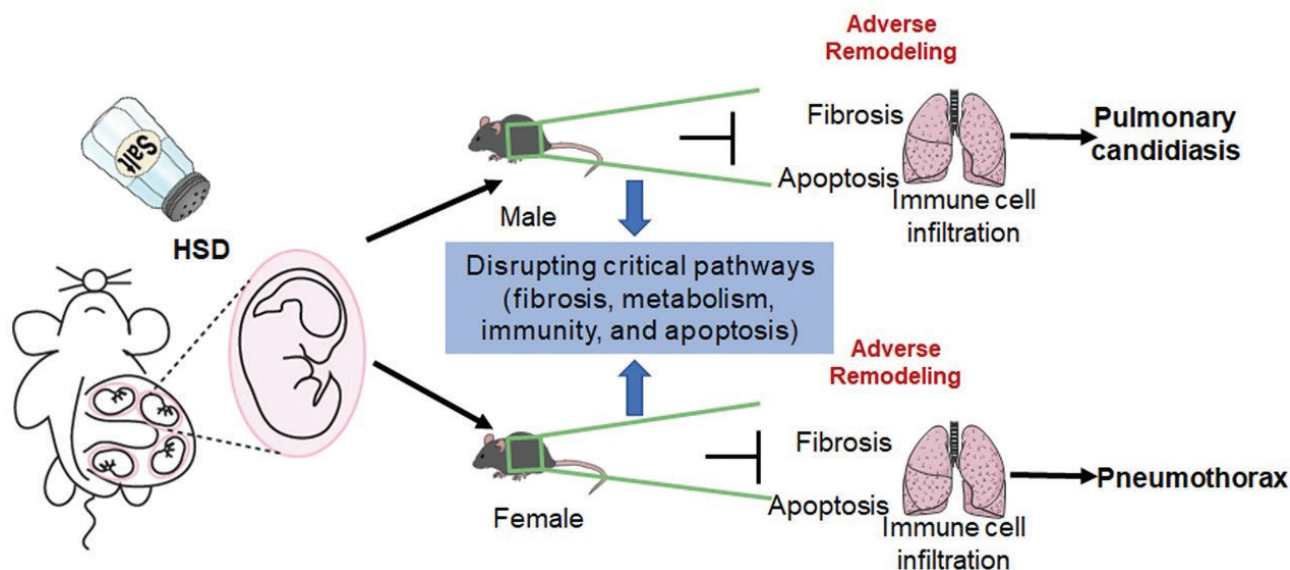 Salt
HSD
Male
Female
Disrupting critical pathways
(fibrosis, metabolism,
immunity, and apoptosis)
Adverse
Remodeling
Fibrosis
Apoptosis
Immune cell
infiltration
Pulmonary
candidiasis
Adverse
Remodeling
Fibrosis
Apoptosis
Immune cell
infiltration
Pneumothorax